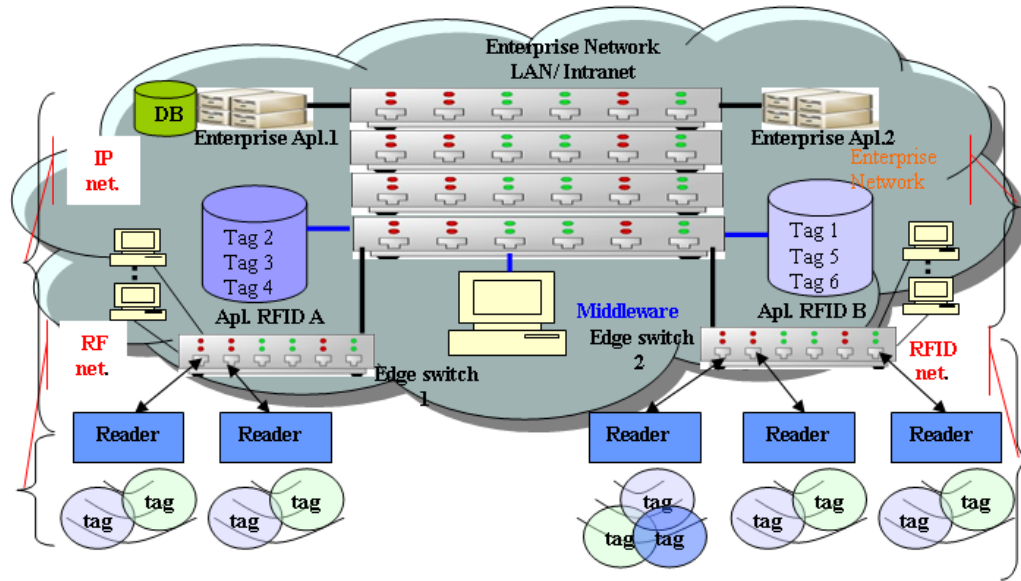 Enterprise Network
LAN/ Intranet
DB
Enterprise Apl.1
Enterprise Apl.2
IP
net.
Enterprise
Network
Tag 2
Tag 3
Tag 4
Tag 1
Tag 5
Tag 6
Apl. RFID A
Middleware
Apl. RFID B
RF
net.
Edge switch
1
Edge switch
2
RFID
net.
Reader
Reader
Reader
Reader
Reader
tag
tag
tag
tag
tag
tag
tag
tag
tag
tag
tag